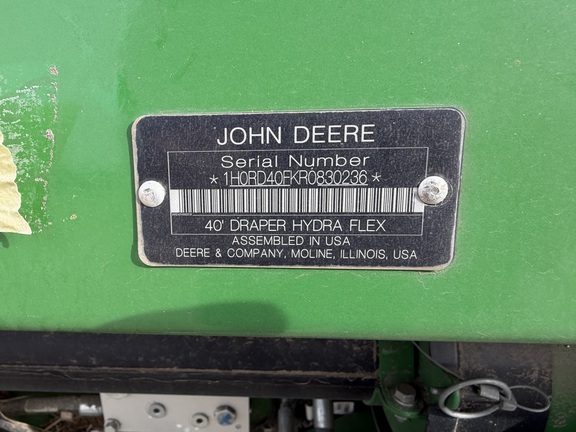 JOHN DEERE
Serial Number
*1H0RD40FKR0830236*
40' DRAPER HYDRA FLEX
ASSEMBLED IN USA
DEERE & COMPANY, MOLINE, ILLINOIS, USA